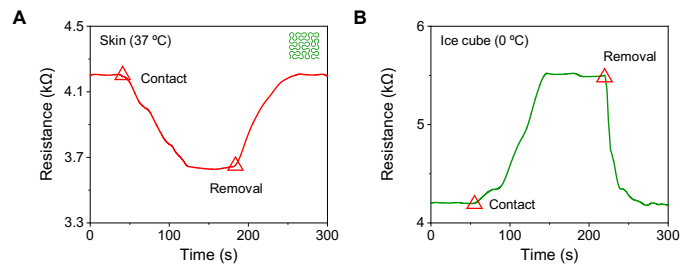 A
Skin (37 ºC)
Contact
Removal
Resistance (kΩ)
4.5
4.1
3.7
3.3
0
100
200
300
Time (s)
B
Ice cube (0 ºC)
Removal
Contact
Resistance (kΩ)
6
5
4
0
100
200
300
Time (s)